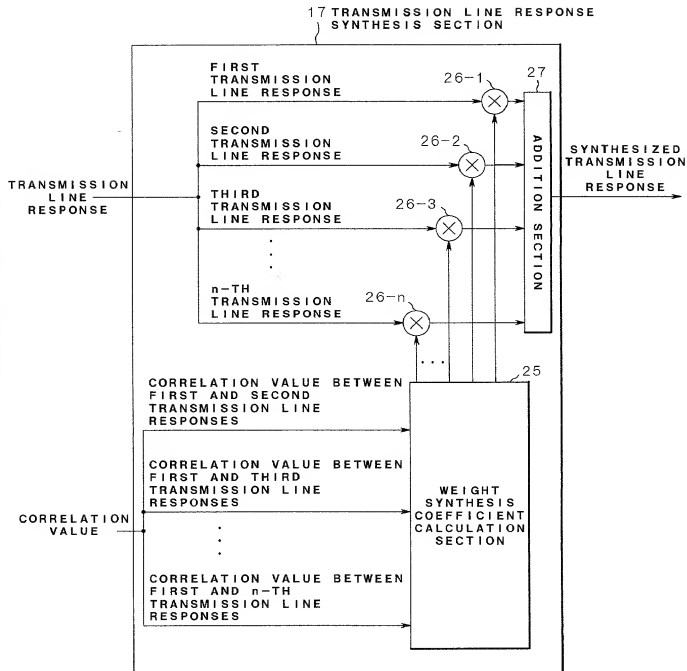 17 TRANSMISSION LINE RESPONSE
SYNTHESIS SECTION
FIRST
TRANSMISSION
LINE RESPONSE
26-1
27
SECOND
TRANSMISSION
LINE RESPONSE
26-2
ADDITION SECTION
SYNTHESIZED
TRANSMISSION
LINE
RESPONSE
TRANSMISSION
LINE
RESPONSE
THIRD
TRANSMISSION
LINE RESPONSE
26-3
n-TH
TRANSMISSION
LINE RESPONSE
26-n
25
CORRELATION VALUE BETWEEN
FIRST AND SECOND
TRANSMISSION LINE
RESPONSES
CORRELATION VALUE BETWEEN
FIRST AND THIRD
TRANSMISSION LINE
RESPONSES
WEIGHT
SYNTHESIS
COEFFICIENT
CALCULATION
SECTION
CORRELATION
VALUE
CORRELATION VALUE BETWEEN
FIRST AND n-TH
TRANSMISSION LINE
RESPONSES